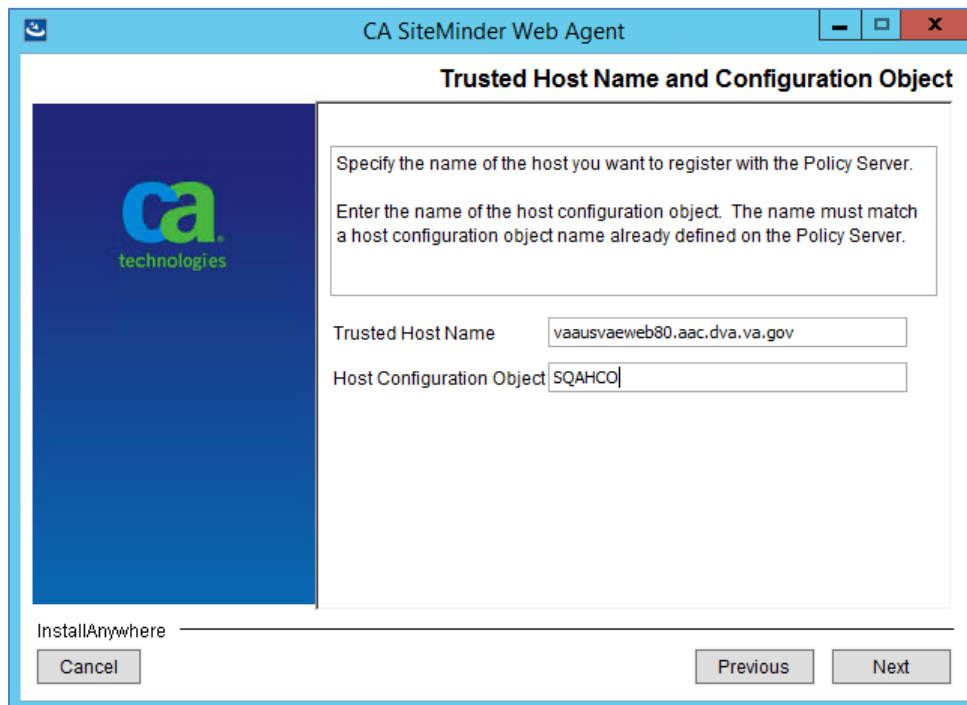 CA SiteMinder Web Agent
Trusted Host Name and Configuration Object
ca
technologies
Specify the name of the host you want to register with the Policy Server.
Enter the name of the host configuration object. The name must match
a host configuration object name already defined on the Policy Server.
Trusted Host Name vaausvaeweb80.aac.dva.va.gov
Host Configuration Object SQAHCO
InstallAnywhere
Cancel Previous Next